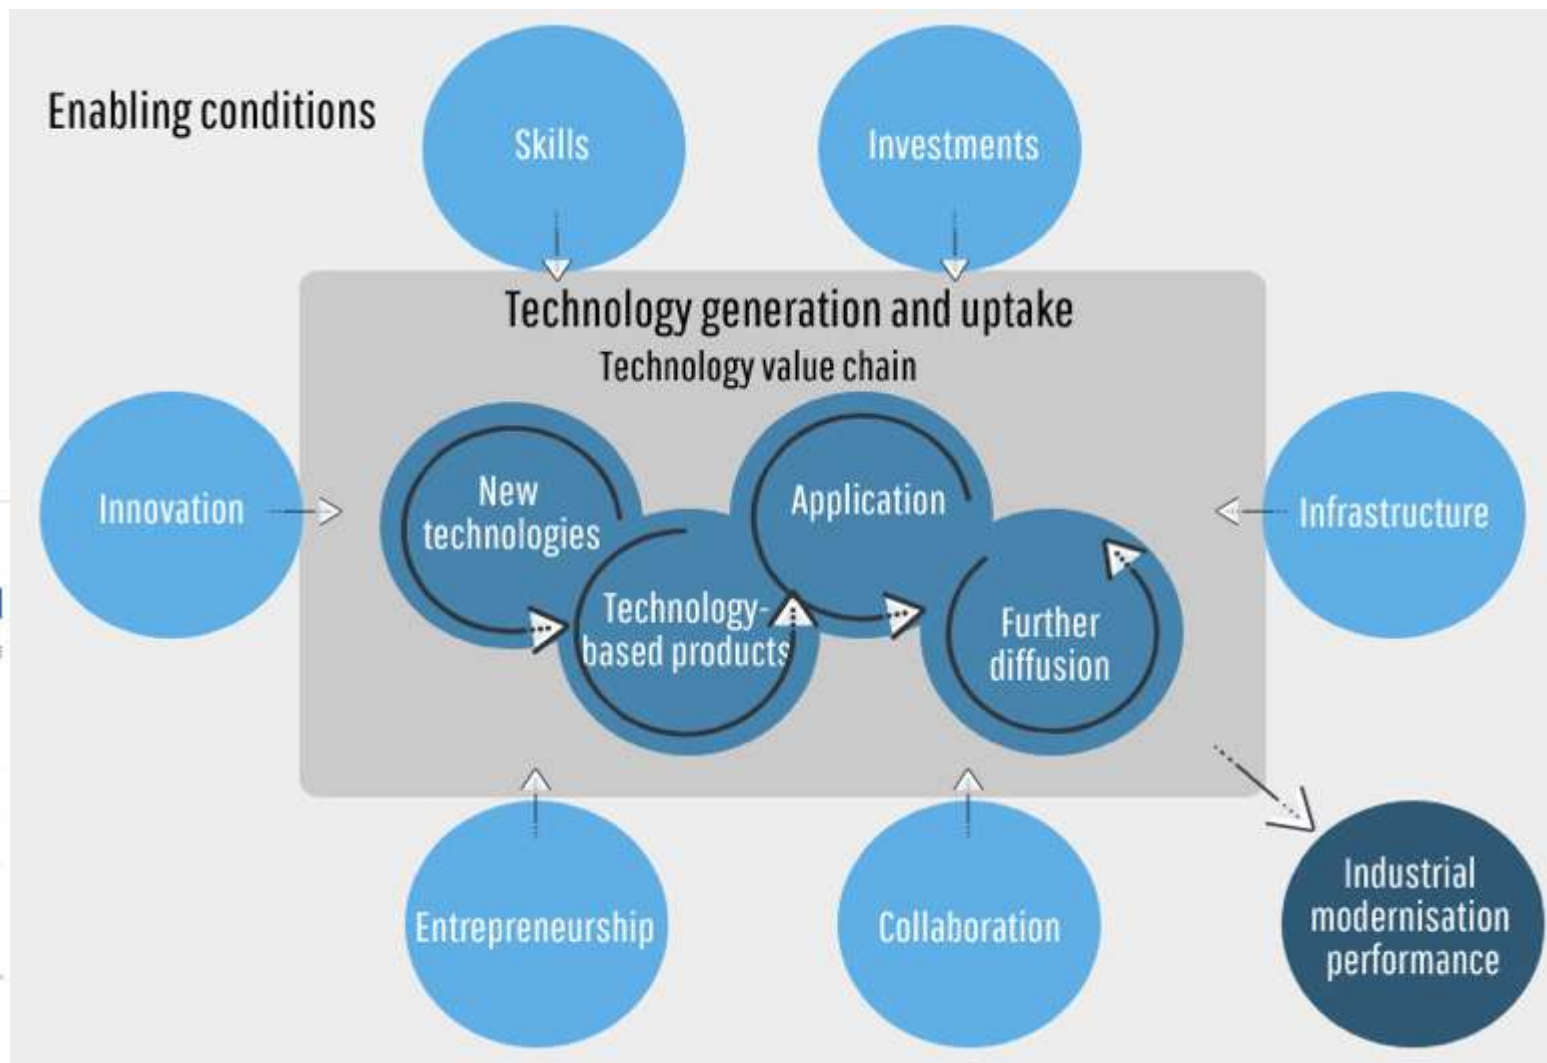 Enabling conditions
Skills
Investments
Technology generation and uptake
Technology value chain
Innovation
New
technologies
Technology-
based products
Application
Further
diffusion
Infrastructure
Entrepreneurship
Collaboration
Industrial
modernisation
performance